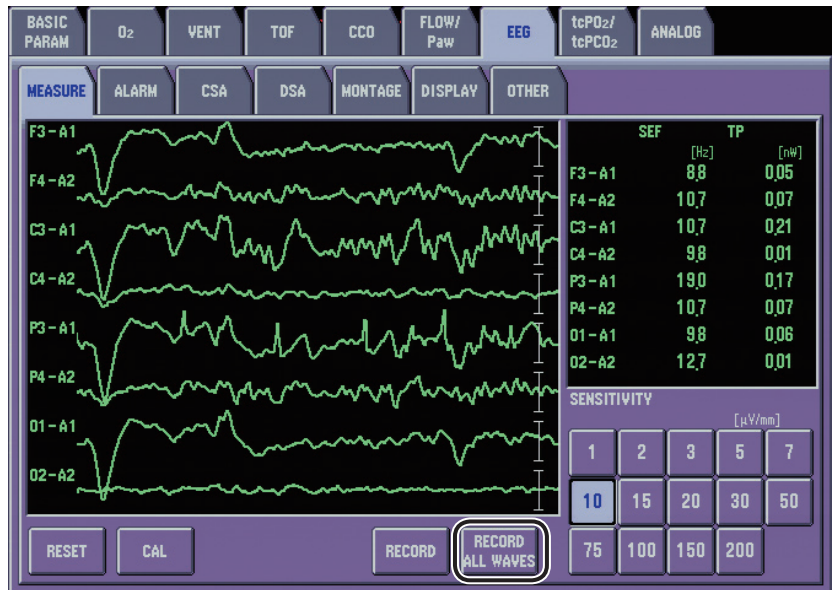 BASIC PARAM O2 VENT TOF CCO FLOW/ Paw EEG tcPO2/ tcPCO2 ANALOG
MEASURE ALARM CSA DSA MONTAGE DISPLAY OTHER
F3-A1
F4-A2
C3-A1
C4-A2
P3-A1
P4-A2
O1-A1
O2-A2
SEF TP
[Hz] [nW]
F3-A1 8.8 0.05
F4-A2 10.7 0.07
C3-A1 10.7 0.21
C4-A2 9.8 0.01
P3-A1 19.0 0.17
P4-A2 10.7 0.07
O1-A1 9.8 0.06
O2-A2 12.7 0.01
SENSITIVITY
[μV/mm]
1 2 3 5 7
10 15 20 30 50
75 100 150 200
RESET CAL RECORD RECORD ALL WAVES